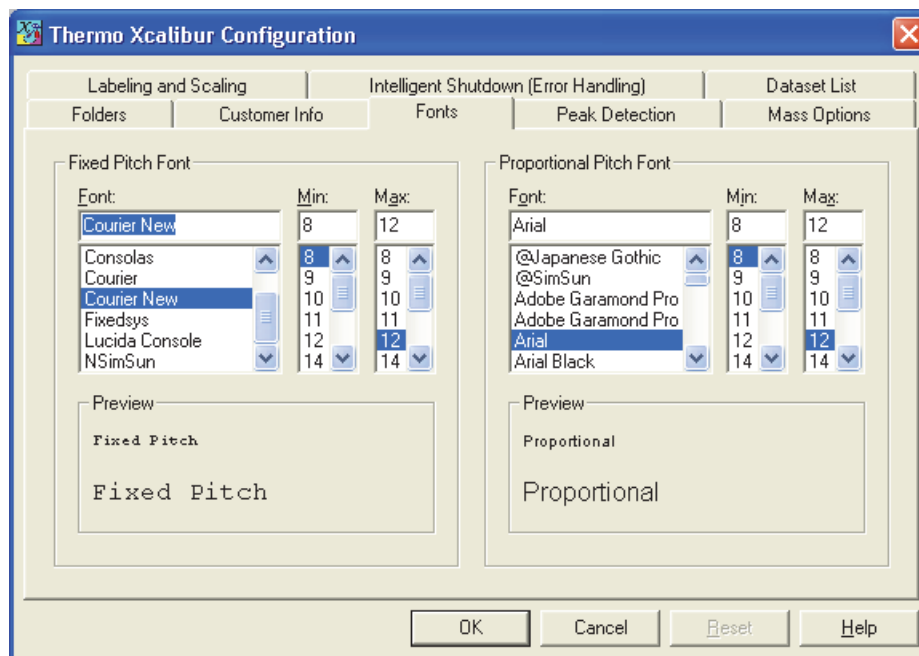 Thermo Xcalibur Configuration
Labeling and Scaling
Intelligent Shutdown (Error Handling)
Dataset List
Folders
Customer Info
Fonts
Peak Detection
Mass Options
Fixed Pitch Font
Font:
Min:
Max:
Courier New
8
12
Consolas
Courier
Courier New
Fixedsys
Lucida Console
NSimSun
8
9
10
11
12
14
8
9
10
11
12
14
Preview
Fixed Pitch
Fixed Pitch
Proportional Pitch Font
Font:
Min:
Max:
Arial
8
12
@Japanese Gothic
@SimSun
Adobe Garamond Pro
Adobe Garamond Pro
Arial
Arial Black
8
9
10
11
12
14
8
9
10
11
12
14
Preview
Proportional
Proportional
OK
Cancel
Reset
Help